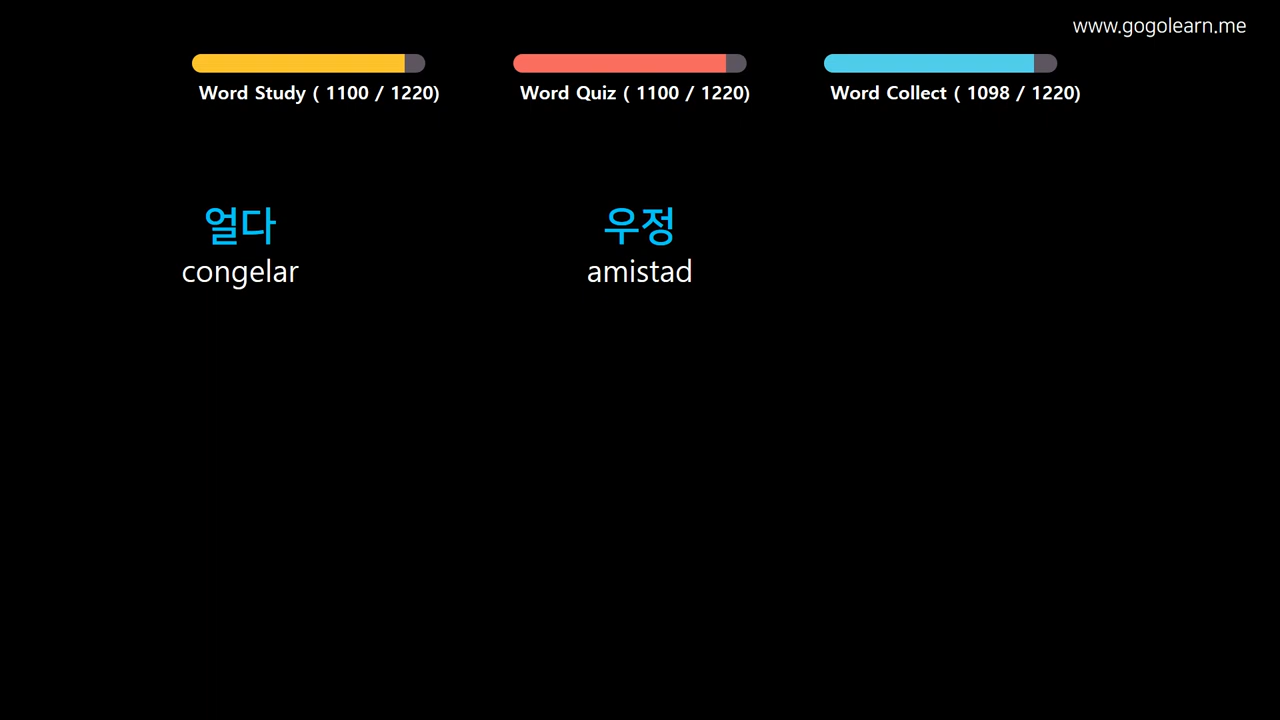 www.gogolearn.me
Word Study ( 1100 / 1220)
Word Quiz ( 1100 / 1220)
Word Collect ( 1098 / 1220)
얼다
congelar
우정
amistad